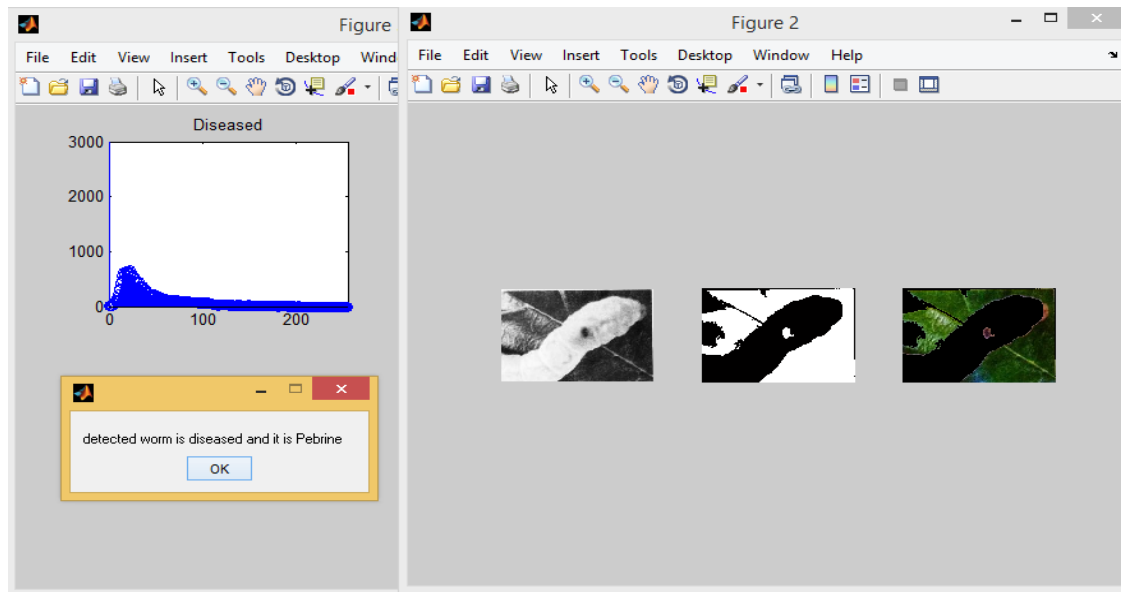 Figure
File Edit View Insert Tools Desktop Wind
Diseased
3000
2000
1000
0
0 100 200
detected worm is diseased and it is Pebrine
OK
Figure 2
File Edit View Insert Tools Desktop Window Help